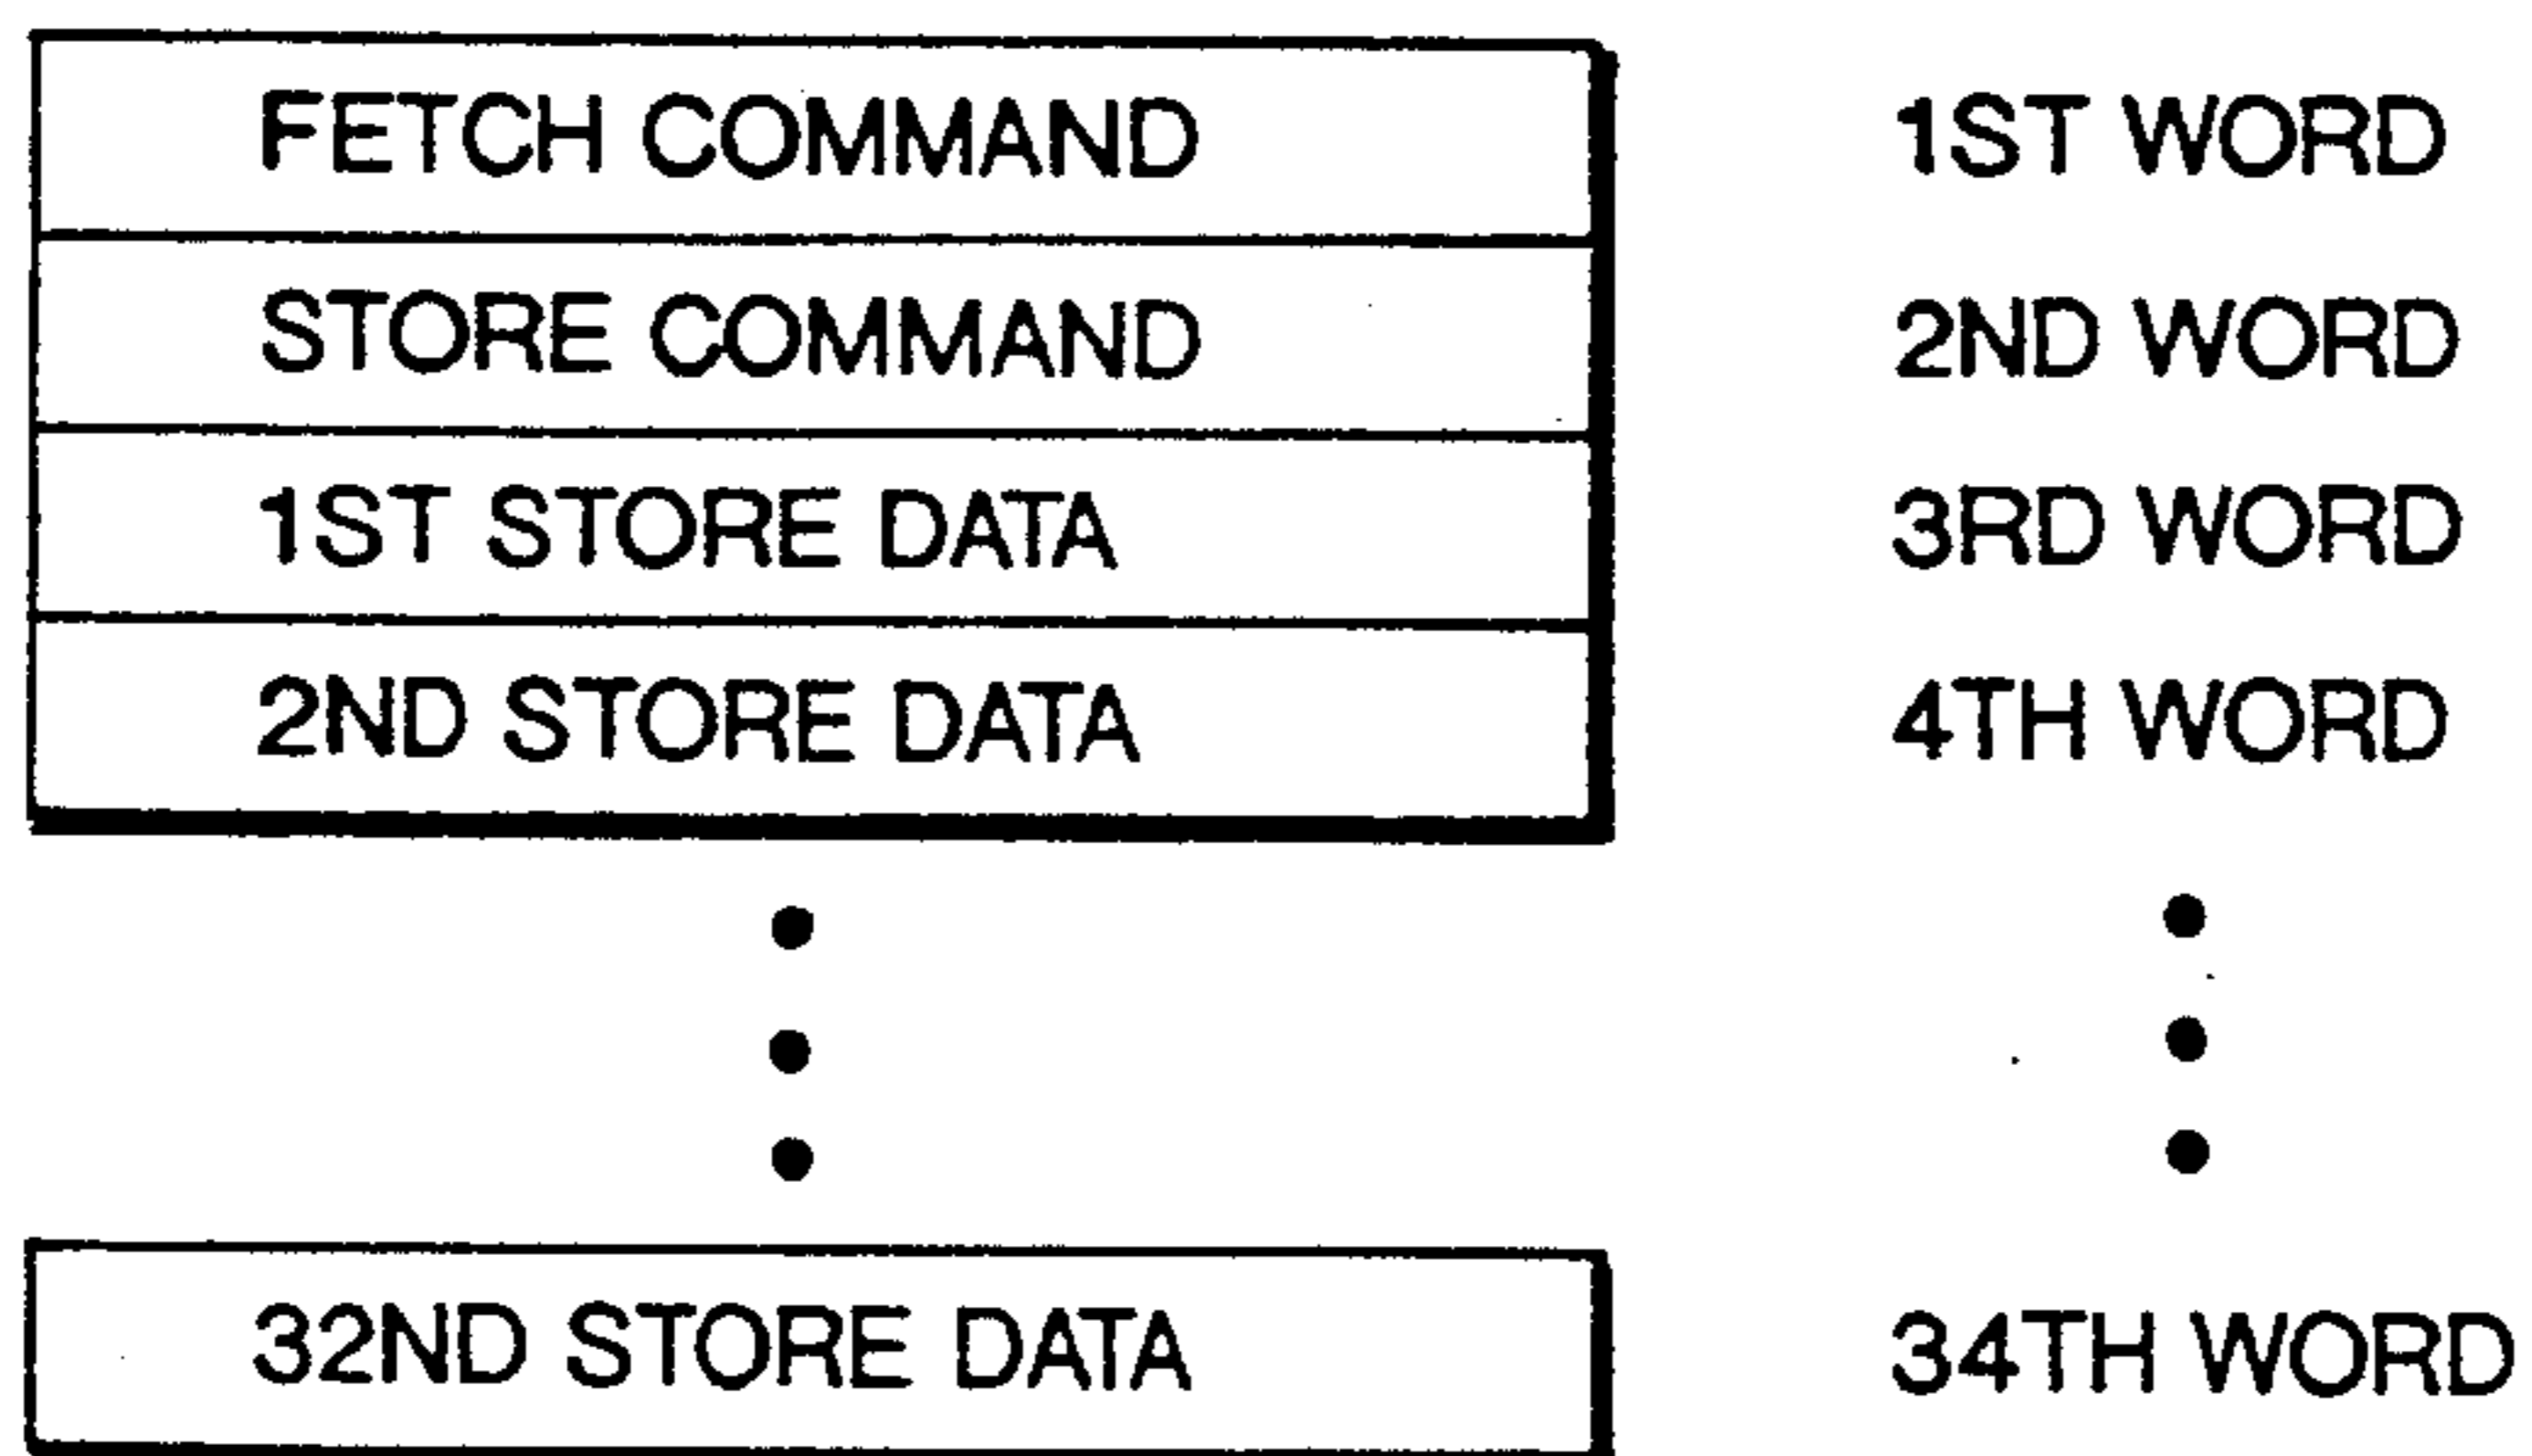 FETCH COMMAND 1ST WORD
STORE COMMAND 2ND WORD
1ST STORE DATA 3RD WORD
2ND STORE DATA 4TH WORD
32ND STORE DATA 34TH WORD